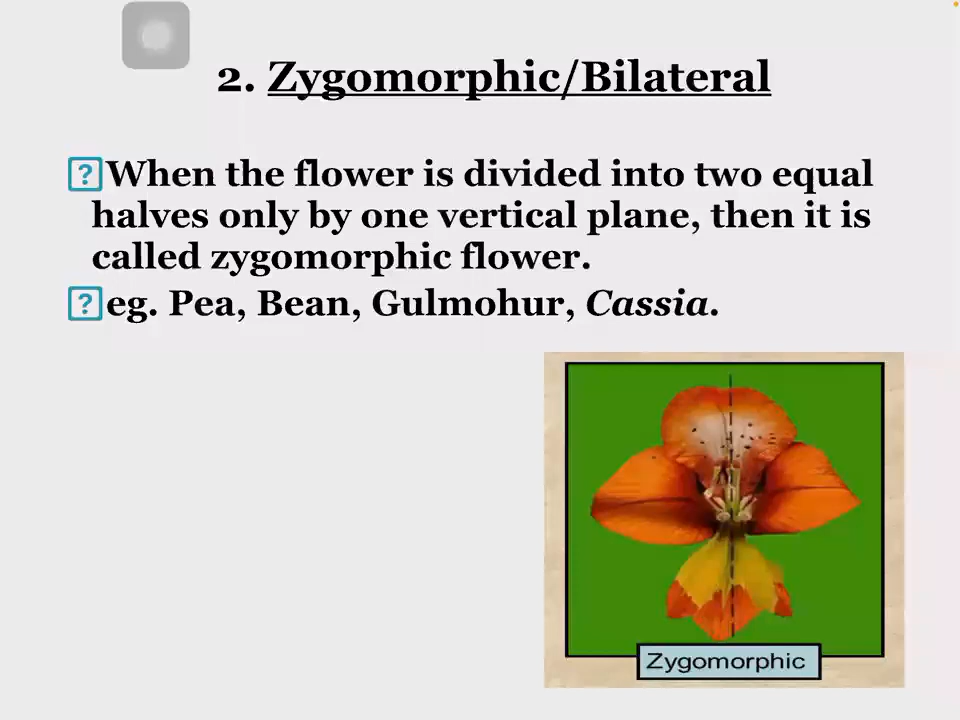 2. Zygomorphic/Bilateral
?When the flower is divided into two equal
halves only by one vertical plane, then it is
called zygomorphic flower.
?eg. Pea, Bean, Gulmohur, Cassia.
Zygomorphic